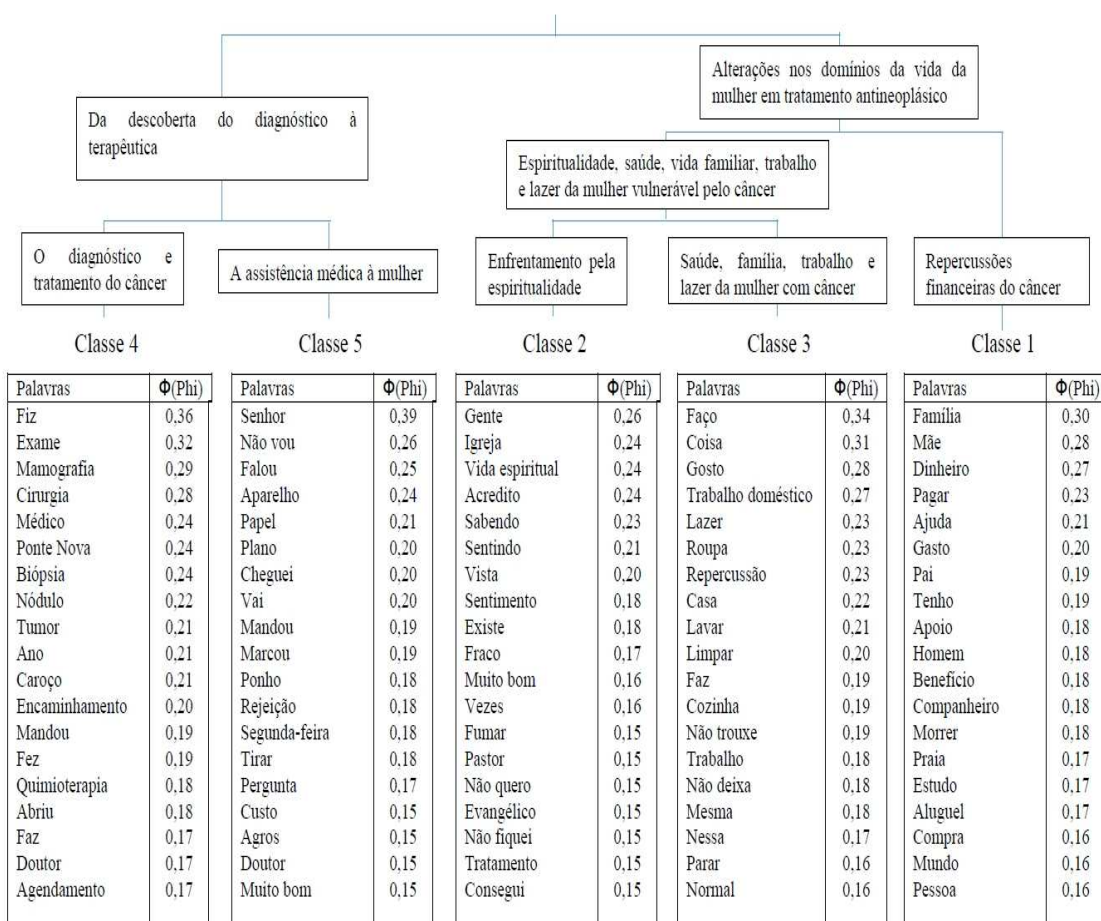 Alterações nos domínios da vida da
mulher em tratamento antineoplásico
Da descoberta do diagnóstico à
terapêutica
Espiritualidade, saúde, vida familiar, trabalho
e lazer da mulher vulnerável pelo câncer
O diagnóstico e
tratamento do câncer
A assistência médica à mulher
Enfrentamento pela
espiritualidade
Saúde, família, trabalho e
lazer da mulher com câncer
Repercussões
financeiras do câncer
Classe 4
Classe 5
Classe 2
Classe 3
Classe 1
Palavras Φ(Phi) Palavras Φ(Phi) Palavras Φ(Phi) Palavras Φ(Phi) Palavras Φ(Phi)
Fiz 0,36 Senhor 0,39 Gente 0,26 Faço 0,34 Família 0,30
Exame 0,32 Não vou 0,26 Igreja 0,24 Coisa 0,31 Mãe 0,28
Mamografia 0,29 Falou 0,25 Vida espiritual 0,24 Gosto 0,28 Dinheiro 0,27
Cirurgia 0,28 Aparelho 0,24 Acredito 0,24 Trabalho doméstico 0,27 Pagar 0,23
Médico 0,24 Papel 0,21 Sabendo 0,23 Lazer 0,23 Ajuda 0,21
Ponte Nova 0,24 Plano 0,20 Sentindo 0,21 Roupa 0,23 Gasto 0,20
Biópsia 0,24 Cheguei 0,20 Vista 0,20 Repercussão 0,23 Pai 0,19
Nódulo 0,22 Vai 0,20 Sentimento 0,18 Casa 0,22 Tenho 0,19
Tumor 0,21 Mandou 0,19 Existe 0,18 Lavar 0,21 Apoio 0,18
Ano 0,21 Marcou 0,19 Fraco 0,17 Limpar 0,20 Homem 0,18
Caroço 0,21 Ponho 0,18 Muito bom 0,16 Faz 0,19 Benefício 0,18
Encaminhamento 0,20 Rejeição 0,18 Vezes 0,16 Cozinha 0,19 Companheiro 0,18
Mandou 0,19 Segunda-feira 0,18 Fumar 0,15 Não trouxe 0,19 Morrer 0,18
Fez 0,19 Tirar 0,18 Pastor 0,15 Trabalho 0,18 Praia 0,17
Quimioterapia 0,18 Pergunta 0,17 Não quero 0,15 Não deixa 0,18 Estudo 0,17
Abriu 0,18 Custo 0,15 Evangélico 0,15 Mesma 0,18 Aluguel 0,17
Faz 0,17 Agros 0,15 Não fiquei 0,15 Nessa 0,17 Compra 0,16
Doutor 0,17 Doutor 0,15 Tratamento 0,15 Parar 0,16 Mundo 0,16
Agendamento 0,17 Muito bom 0,15 Consegui 0,15 Normal 0,16 Pessoa 0,16